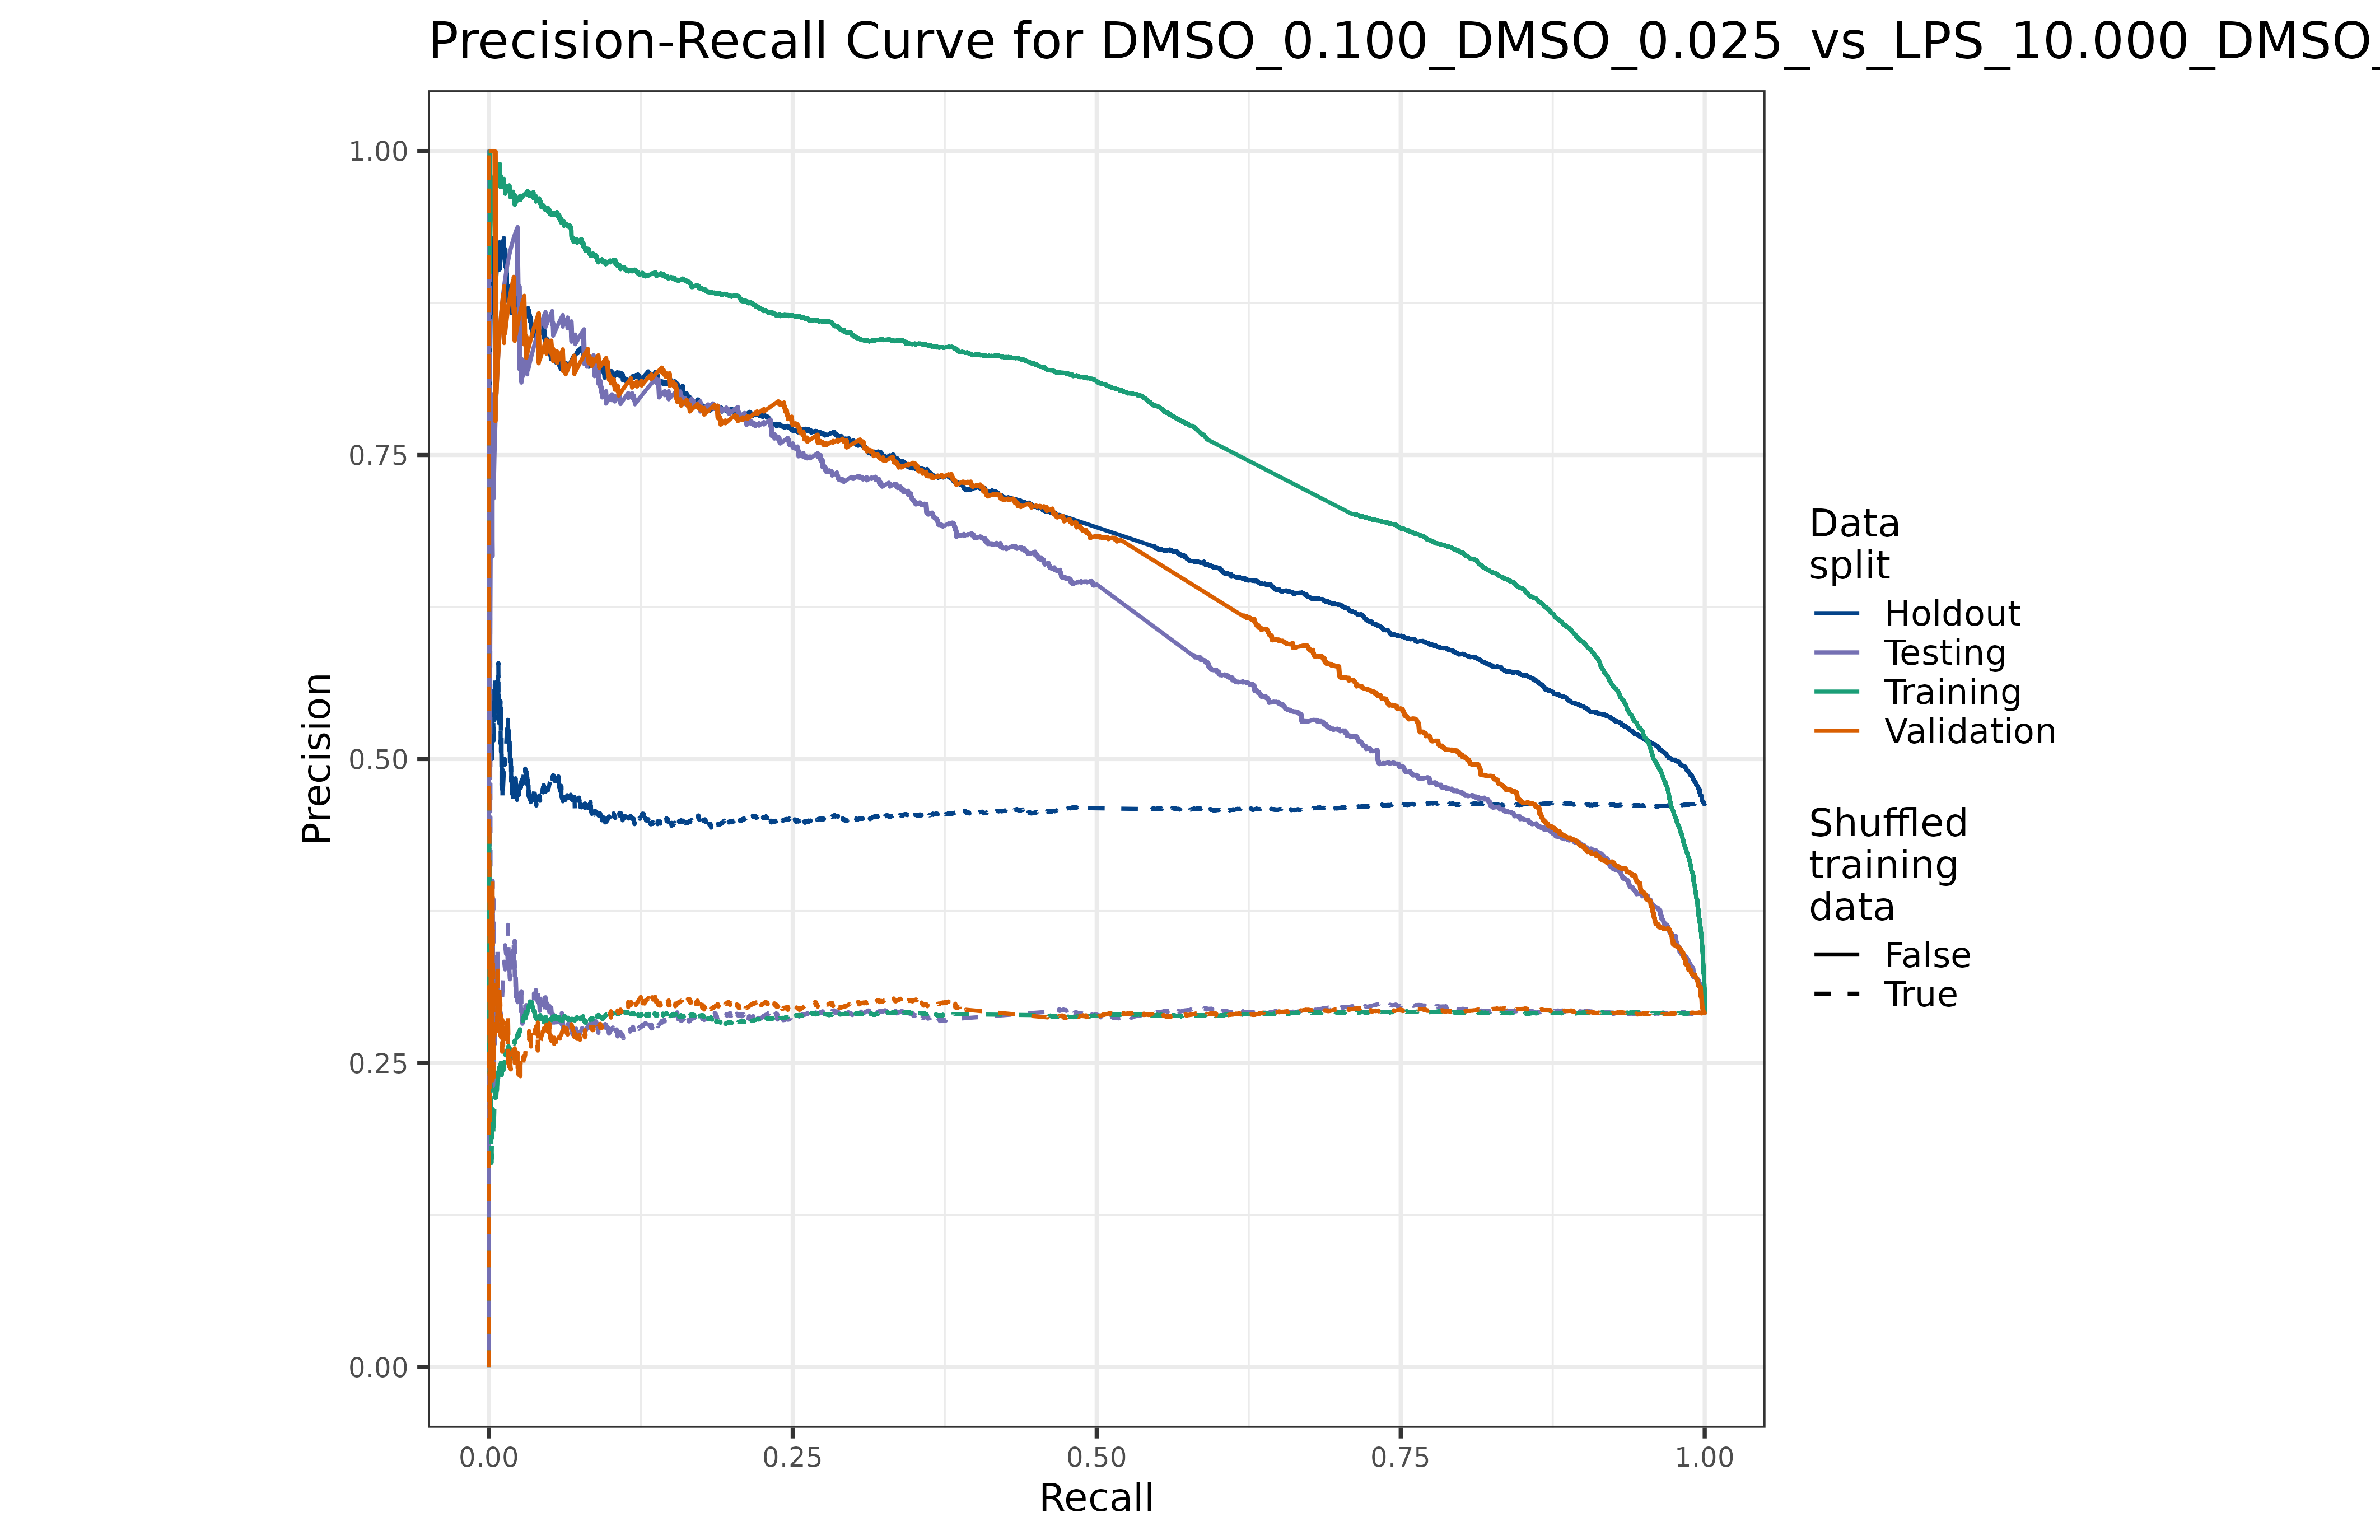 Precision-Recall Curve for DMSO_0.100_DMSO_0.025_vs_LPS_10.000_DMSO_
1.00
0.75
0.50
0.25
0.00
Precision
0.00 0.25 0.50 0.75 1.00
Recall
Data
split
Holdout
Testing
Training
Validation
Shuffled
training
data
False
True